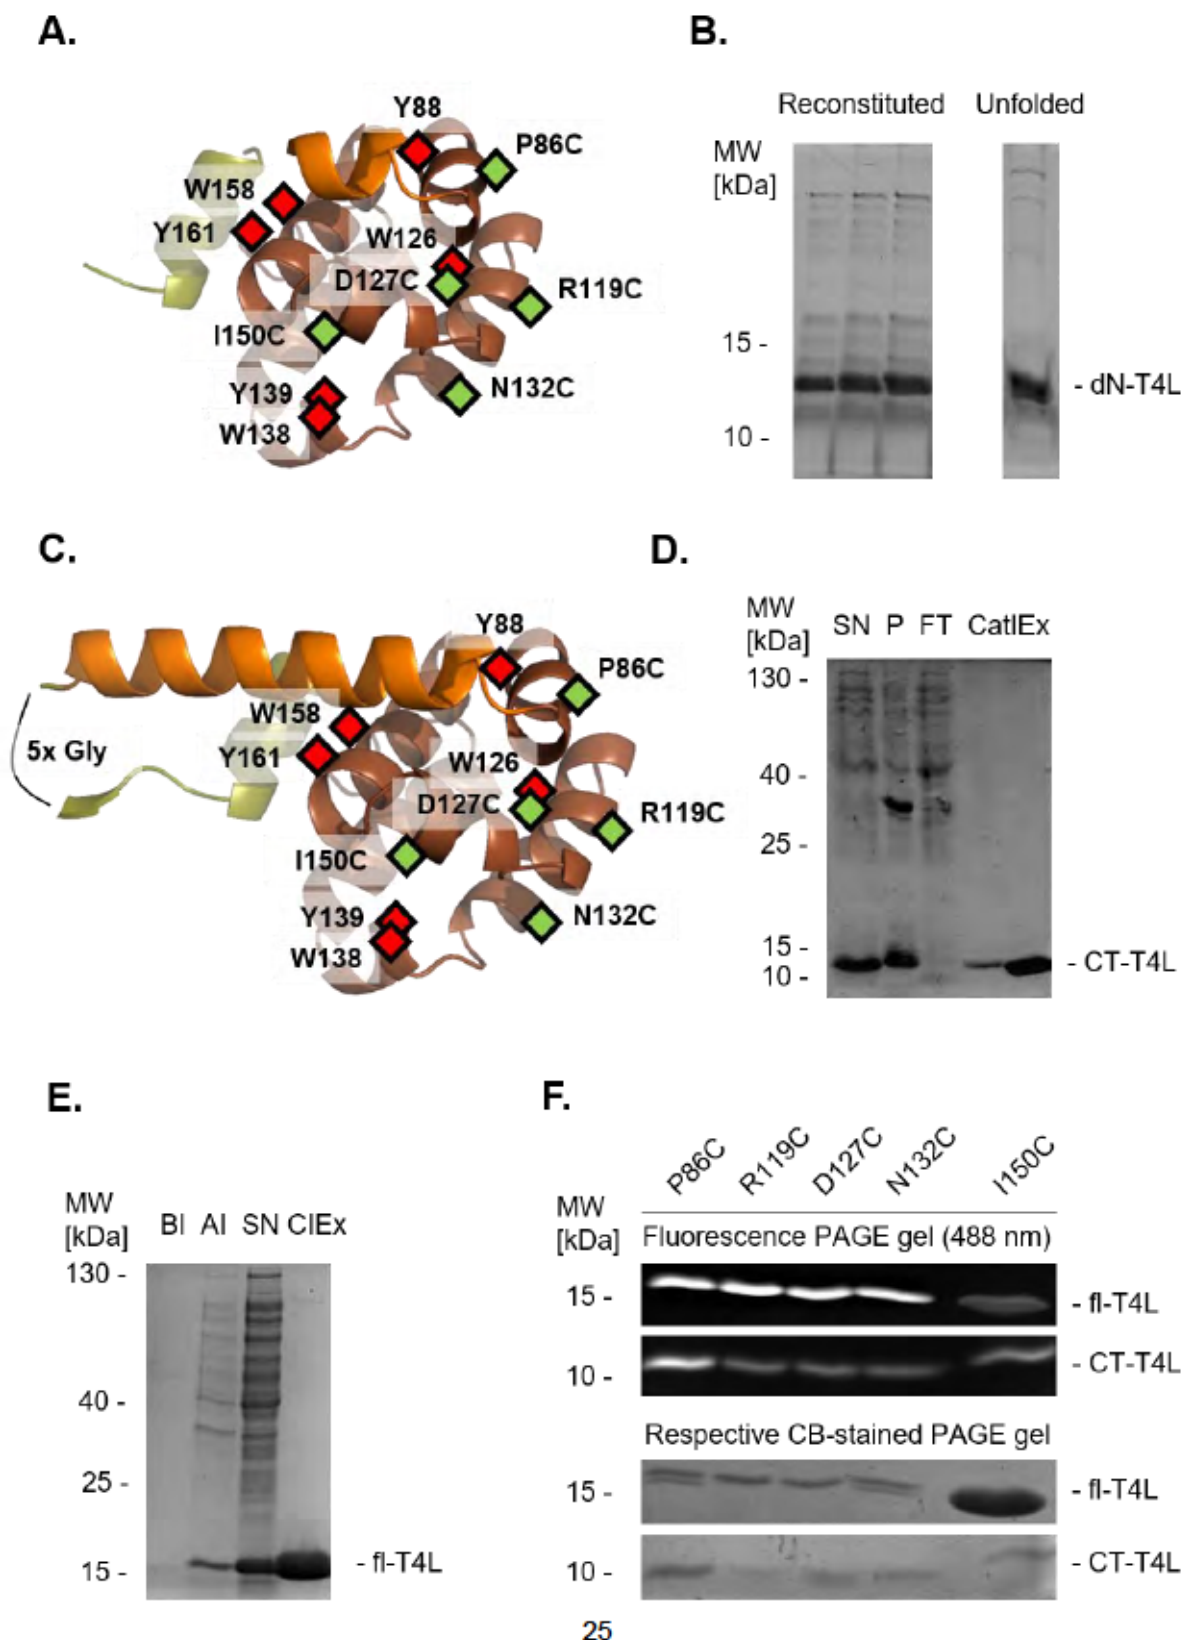 A.
Y88
P86C
W158
Y161
W126
D127C
R119C
I150C
Y139
N132C
W138
B.
Reconstituted Unfolded
MW
[kDa]
15 -
- dN-T4L
10 -
C.
Y88
P86C
W158
5x Gly
Y161
W126
D127C
R119C
I150C
Y139
N132C
W138
D.
MW
[kDa]
SN P FT CatIEx
130 -
40 -
25 -
15 -
- CT-T4L
10 -
E.
MW
[kDa]
BI AI SN CIEx
130 -
40 -
25 -
- fl-T4L
15 -
F.
P86C R119C D127C N132C I150C
MW
[kDa]
Fluorescence PAGE gel (488 nm)
15 - - fl-T4L
10 - - CT-T4L
Respective CB-stained PAGE gel
15 - - fl-T4L
10 - - CT-T4L
25